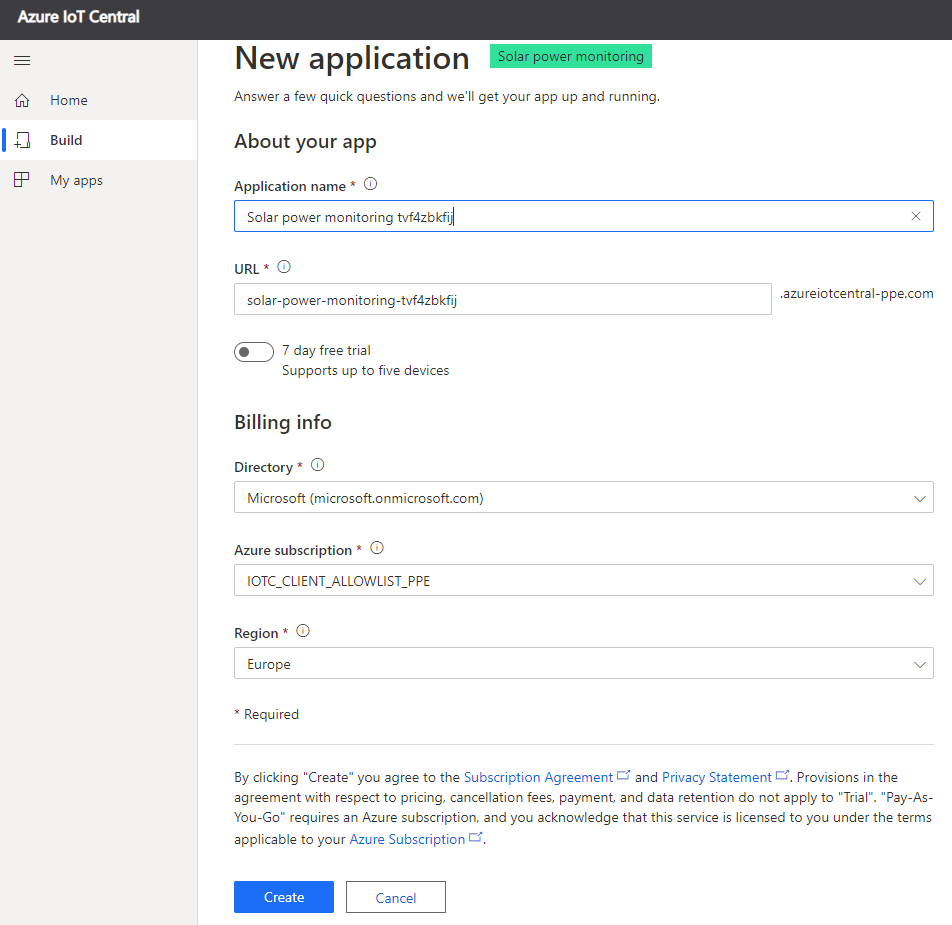 Azure IoT Central
Home
Build
My apps
New application
Solar power monitoring
Answer a few quick questions and we'll get your app up and running.
About your app
Application name *
Solar power monitoring tvf4zbkfij
URL *
solar-power-monitoring-tvf4zbkfij
.azureiotcentral-ppe.com
7 day free trial
Supports up to five devices
Billing info
Directory *
Microsoft (microsoft.onmicrosoft.com)
Azure subscription *
IOTC_CLIENT_ALLOWLIST_PPE
Region *
Europe
* Required
By clicking "Create" you agree to the Subscription Agreement and Privacy Statement. Provisions in the
agreement with respect to pricing, cancellation fees, payment, and data retention do not apply to "Trial". "Pay-As-
You-Go" requires an Azure subscription, and you acknowledge that this service is licensed to you under the terms
applicable to your Azure Subscription.
Create
Cancel